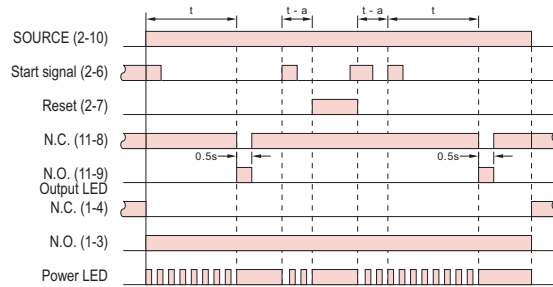 t t - a t - a t
SOURCE (2-10)
Start signal (2-6)
Reset (2-7)
N.C. (11-8)
0.5s 0.5s
N.O. (11-9)
Output LED
N.C. (1-4)
N.O. (1-3)
Power LED